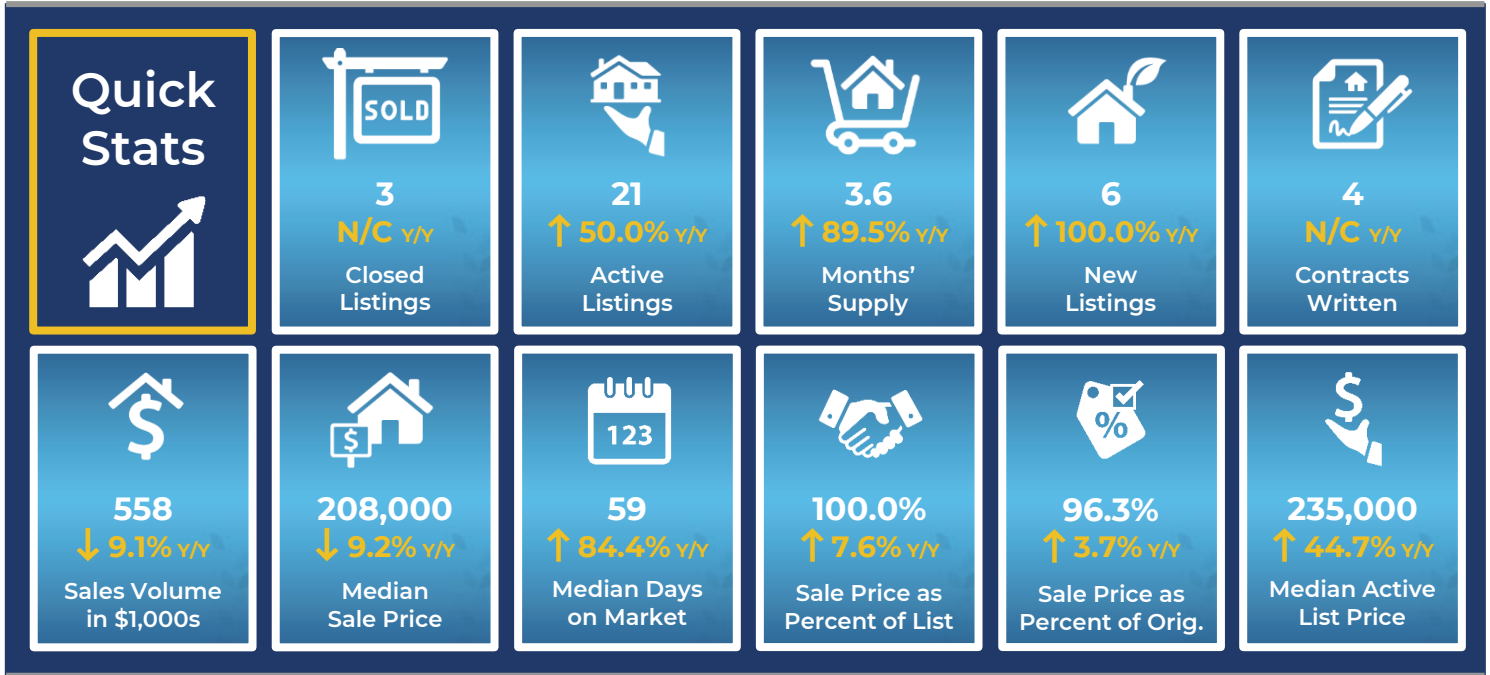 Quick
Stats
SOLD
3
N/C Y/Y
Closed
Listings
21
↑ 50.0% Y/Y
Active
Listings
3.6
↑ 89.5% Y/Y
Months’
Supply
6
↑ 100.0% Y/Y
New
Listings
4
N/C Y/Y
Contracts
Written
$
558
↓ 9.1% Y/Y
Sales Volume
in $1,000s
$
208,000
↓ 9.2% Y/Y
Median
Sale Price
123
59
↑ 84.4% Y/Y
Median Days
on Market
100.0%
↑ 7.6% Y/Y
Sale Price as
Percent of List
%
96.3%
↑ 3.7% Y/Y
Sale Price as
Percent of Orig.
$
235,000
↑ 44.7% Y/Y
Median Active
List Price